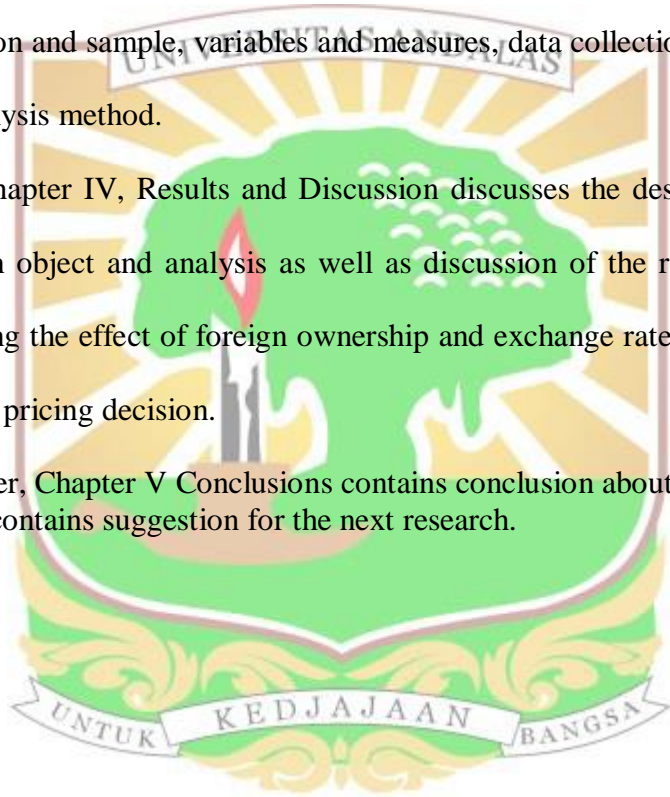 UNIVERSITAS ANDALAS
on and sample, variables and measures, data collectio
lysis method.
hapter IV, Results and Discussion discusses the des
n object and analysis as well as discussion of the r
ng the effect of foreign ownership and exchange rate
pricing decision.
er, Chapter V Conclusions contains conclusion about
contains suggestion for the next research.
UNTUK KEDJAJAAN BANGSA